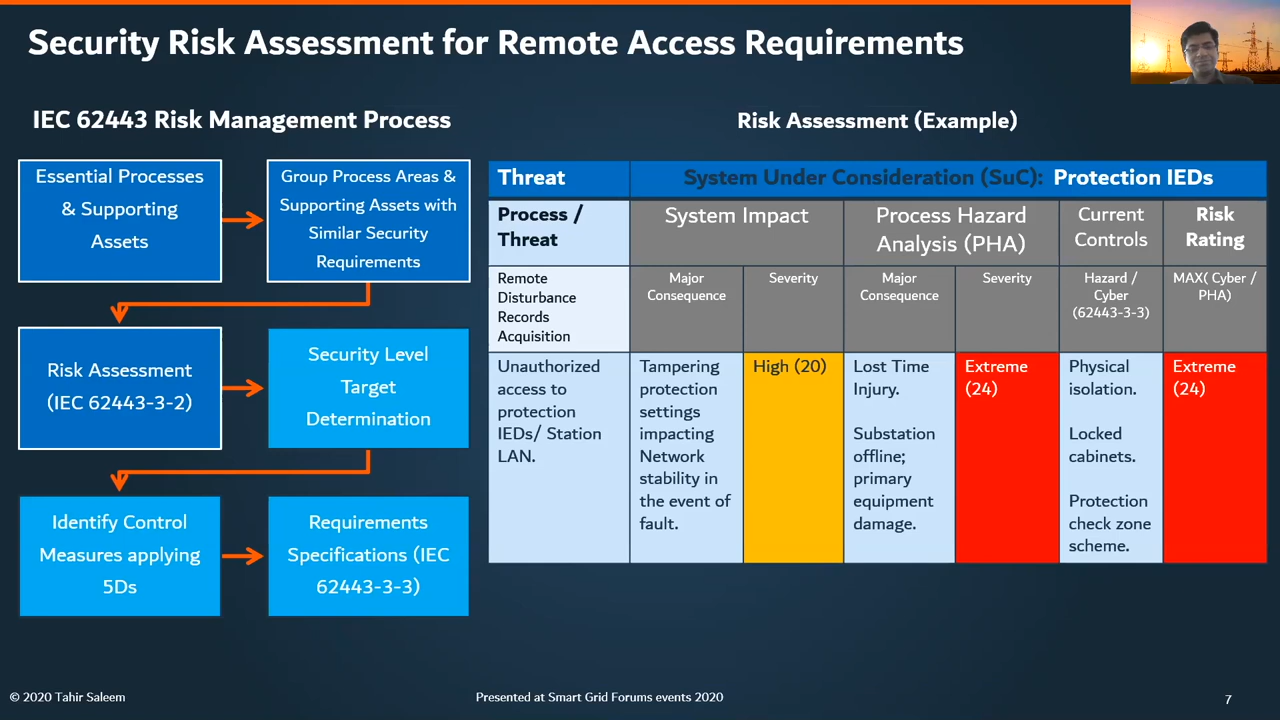 Security Risk Assessment for Remote Access Requirements
IEC 62443 Risk Management Process
Essential Processes
& Supporting
Assets
Group Process Areas &
Supporting Assets with
Similar Security
Requirements
Risk Assessment
(IEC 62443-3-2)
Security Level
Target
Determination
Identify Control
Measures applying
5Ds
Requirements
Specifications (IEC
62443-3-3)
Risk Assessment (Example)
Threat
System Under Consideration (SuC): Protection IEDs
Process /
Threat
System Impact
Process Hazard
Analysis (PHA)
Current
Controls
Risk
Rating
Remote
Disturbance
Records
Acquisition
Major
Consequence
Severity
Major
Consequence
Severity
Hazard /
Cyber
(62443-3-3)
MAX( Cyber /
PHA)
Unauthorized
access to
protection
IEDs/ Station
LAN.
Tampering
protection
settings
impacting
Network
stability in
the event of
fault.
High (20)
Lost Time
Injury.
Substation
offline;
primary
equipment
damage.
Extreme
(24)
Physical
isolation.
Locked
cabinets.
Protection
check zone
scheme.
Extreme
(24)
© 2020 Tahir Saleem
Presented at Smart Grid Forums events 2020
7